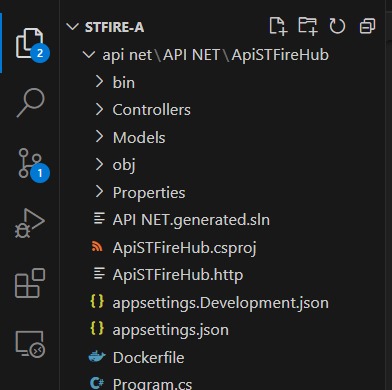 STFIRE-A
api net\API NET\ApiSTFireHub
bin
Controllers
Models
obj
Properties
API NET.generated.sln
ApiSTFireHub.csproj
ApiSTFireHub.http
appsettings.Development.json
appsettings.json
Dockerfile
Program.cs
2
1